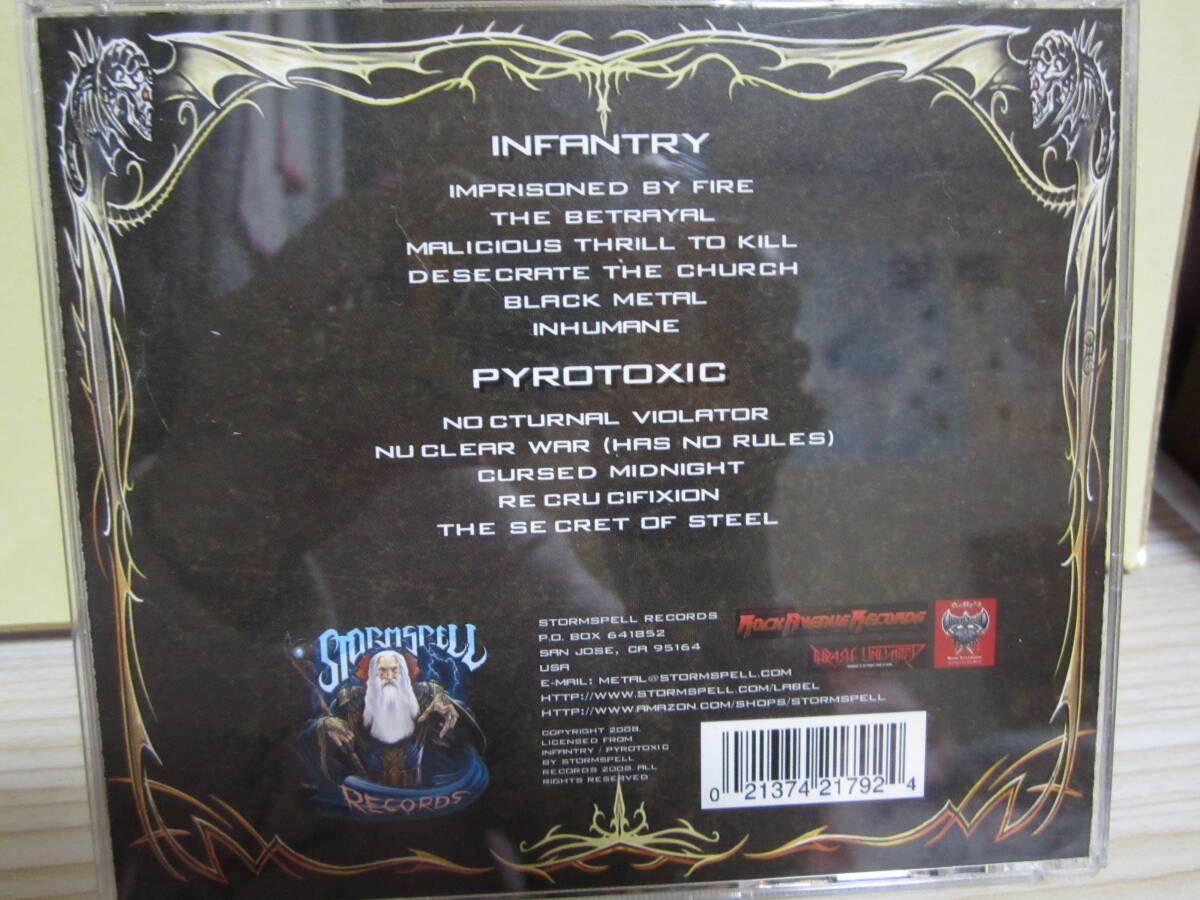 INFANTRY
IMPRISONED BY FIRE
THE BETRAYAL
MALICIOUS THRILL TO KILL
DESECRATE THE CHURCH
BLACK METAL
INHUMANE
PYROTOXIC
NOCTURNAL VIOLATOR
NUCLEAR WAR (HAS NO RULES)
CURSED MIDNIGHT
RECRUCIFIXION
THE SECRET OF STEEL
STORMSPELL
RECORDS
STORMSPELL RECORDS
P.O. BOX 641852
SAN JOSE, CA 95164
USA
E-MAIL: METAL@STORMSPELL.COM
HTTP://WWW.STORMSPELL.COM/LABEL
HTTP://WWW.AMAZON.COM/SHOPS/STORMSPELL
COPYRIGHT 2008.
LICENSED FROM
INFANTRY / PYROTOXIC
BY STORMSPELL
RECORDS 2008. ALL
RIGHTS RESERVED
ROCK AVENUE RECORDS
THRASH UNLIMITED
0 21374 21792 4